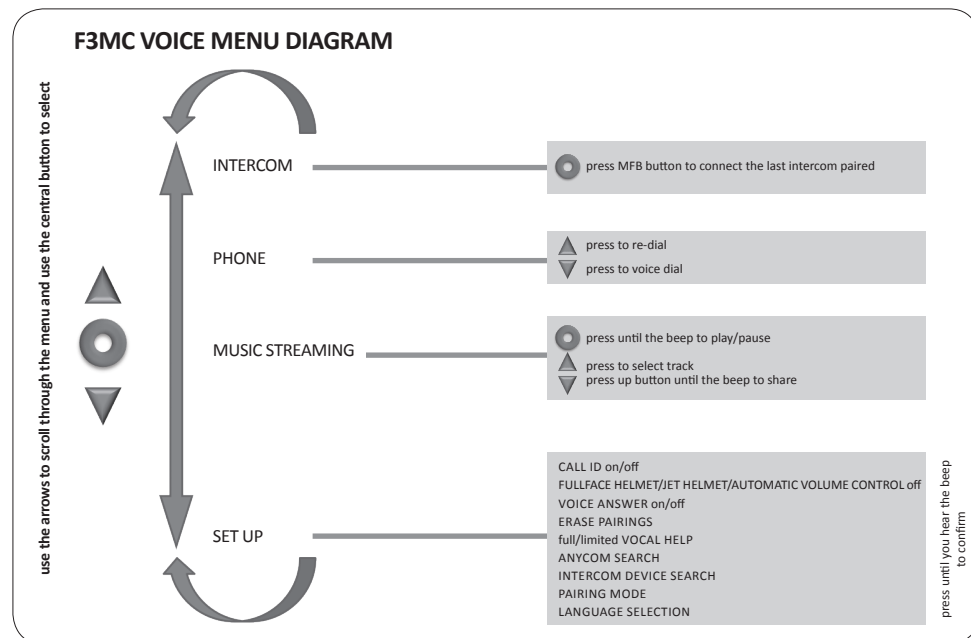 F3MC VOICE MENU DIAGRAM
use the arrows to scroll through the menu and use the central button to select
INTERCOM
press MFB button to connect the last intercom paired
PHONE
press to re-dial
press to voice dial
MUSIC STREAMING
press until the beep to play/pause
press to select track
press up button until the beep to share
SET UP
CALL ID on/off
FULLFACE HELMET/JET HELMET/AUTOMATIC VOLUME CONTROL off
VOICE ANSWER on/off
ERASE PAIRINGS
full/limited VOCAL HELP
ANYCOM SEARCH
INTERCOM DEVICE SEARCH
PAIRING MODE
LANGUAGE SELECTION
press until you hear the beep
to confirm